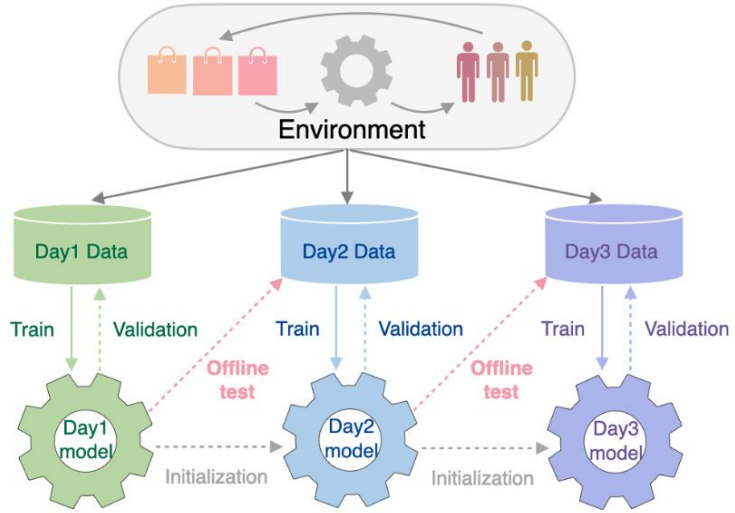 Environment
Day1 Data
Day2 Data
Day3 Data
Train
Validation
Train
Validation
Train
Validation
Offline
test
Offline
test
Day1
model
Day2
model
Day3
model
Initialization
Initialization